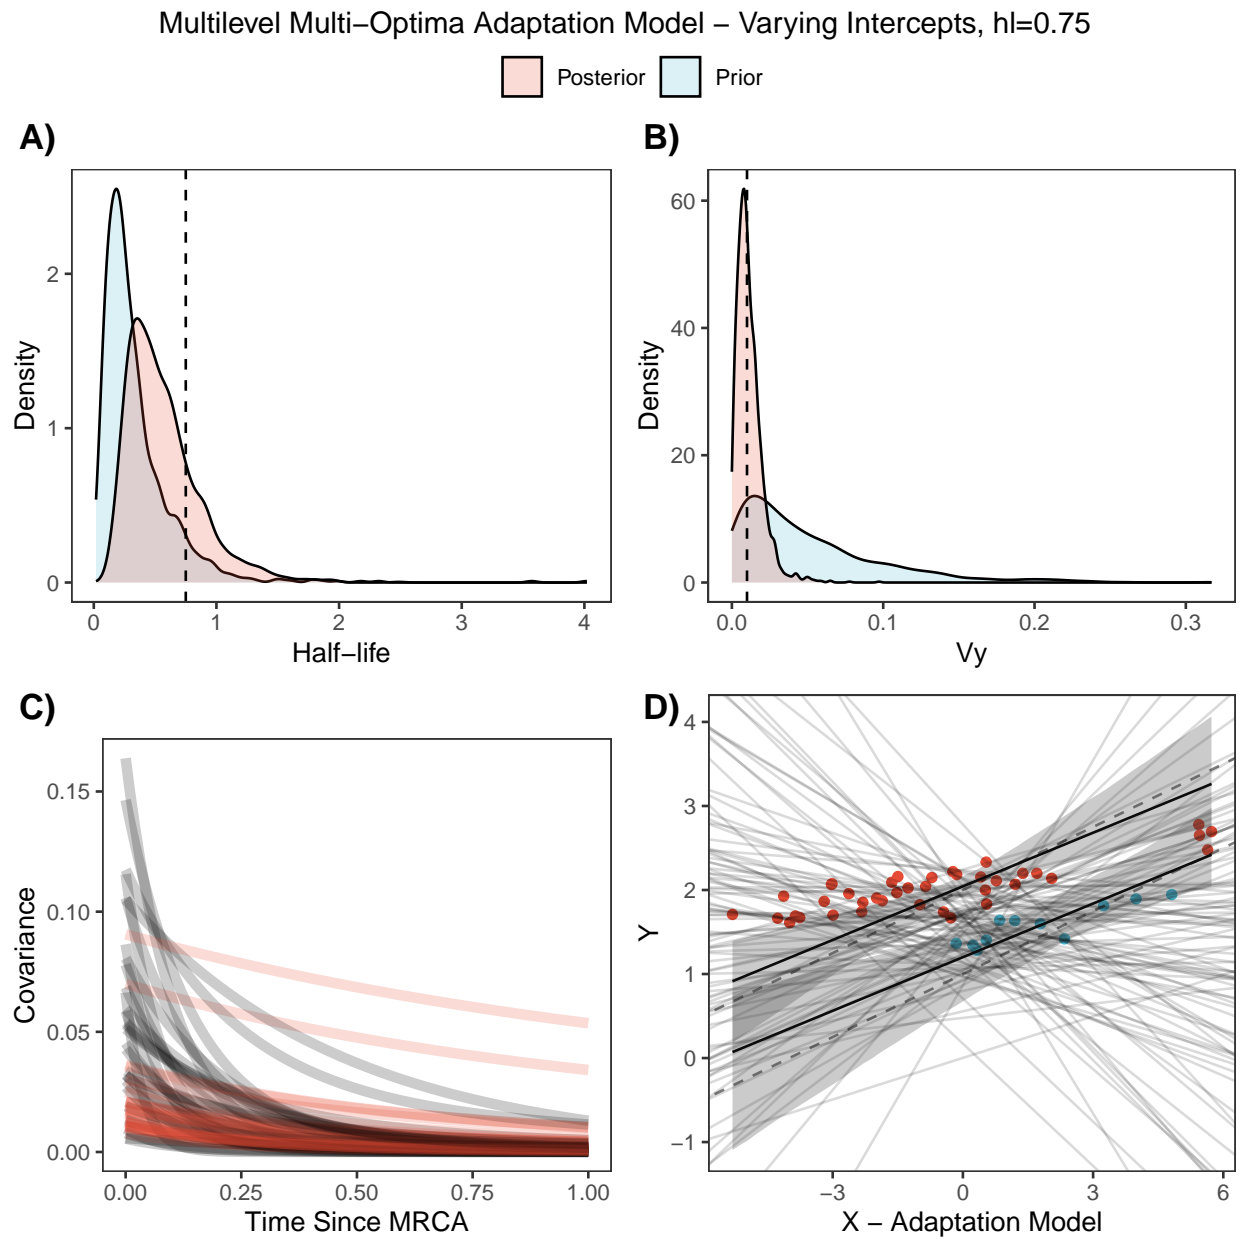 Multilevel Multi−Optima Adaptation Model − Varying Intercepts, hl=0.75
Posterior Prior
A)
Density
0
1
2
0 1 2 3 4
Half−life
B)
Density
0
20
40
60
0.0 0.1 0.2 0.3
Vy
C)
Covariance
0.00
0.05
0.10
0.15
0.00 0.25 0.50 0.75 1.00
Time Since MRCA
D)
Y
−1
0
1
2
3
4
−3 0 3 6
X − Adaptation Model